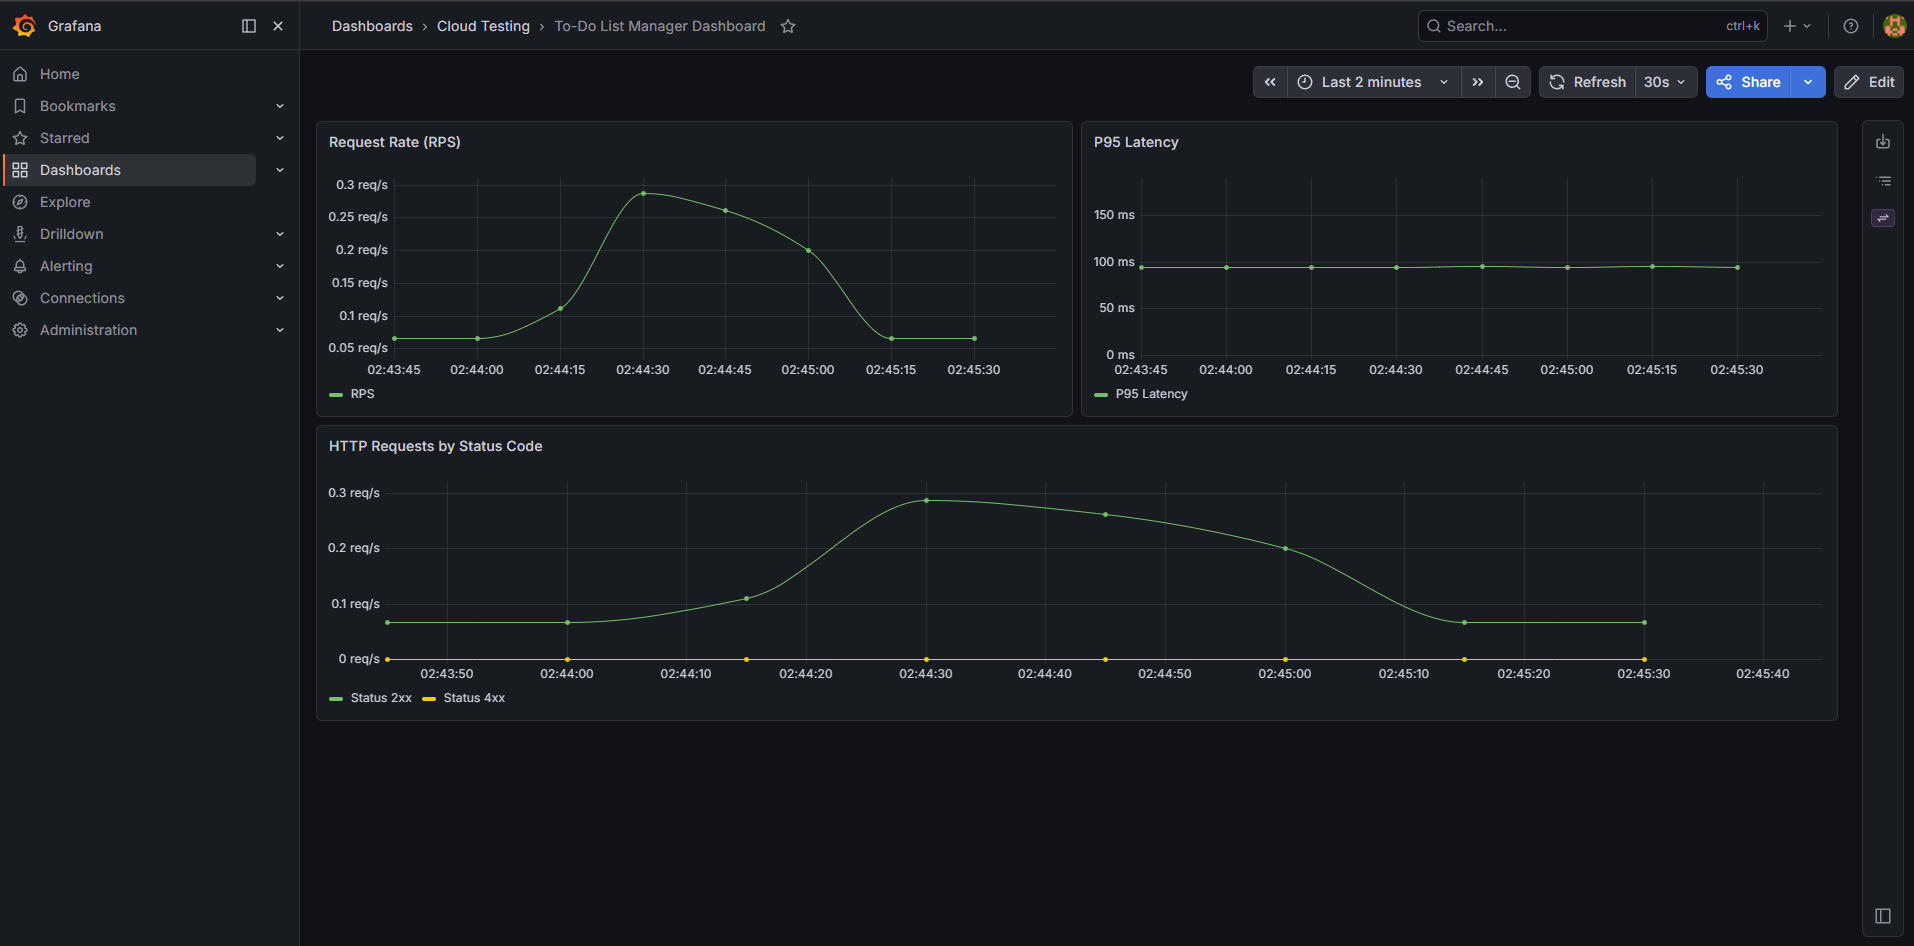 Grafana
Dashboards › Cloud Testing › To-Do List Manager Dashboard
Search... ctrl+k
Home
Bookmarks
Starred
Dashboards
Explore
Drilldown
Alerting
Connections
Administration
Last 2 minutes
Refresh 30s
Share
Edit
Request Rate (RPS)
0.3 req/s
0.25 req/s
0.2 req/s
0.15 req/s
0.1 req/s
0.05 req/s
02:43:45 02:44:00 02:44:15 02:44:30 02:44:45 02:45:00 02:45:15 02:45:30
RPS
P95 Latency
150 ms
100 ms
50 ms
0 ms
02:43:45 02:44:00 02:44:15 02:44:30 02:44:45 02:45:00 02:45:15 02:45:30
P95 Latency
HTTP Requests by Status Code
0.3 req/s
0.2 req/s
0.1 req/s
0 req/s
02:43:50 02:44:00 02:44:10 02:44:20 02:44:30 02:44:40 02:44:50 02:45:00 02:45:10 02:45:20 02:45:30 02:45:40
Status 2xx Status 4xx